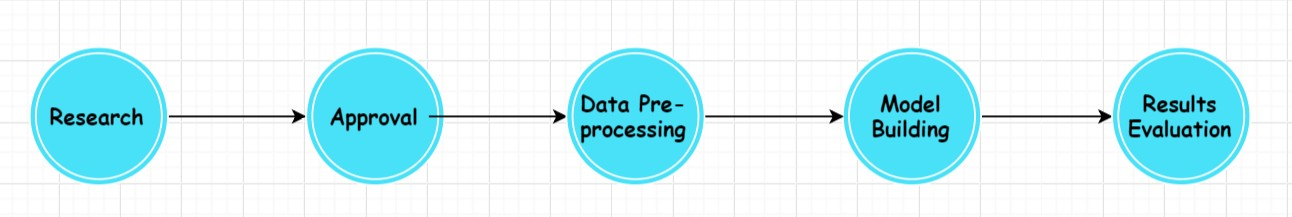 Research
Approval
Data Pre-
processing
Model
Building
Results
Evaluation